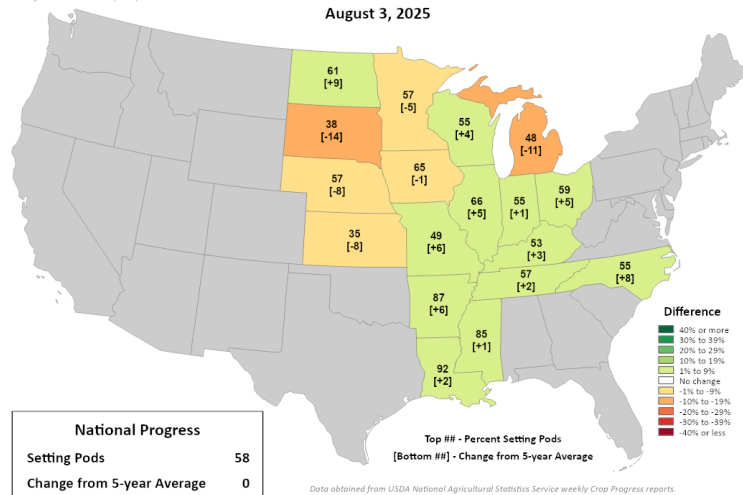 August 3, 2025
61
[+9]
57
[-5]
38
[-14]
55
[+4]
48
[-11]
57
[-8]
65
[-1]
66
[+5]
55
[+1]
59
[+5]
35
[-8]
49
[+6]
53
[+3]
57
[+2]
55
[+8]
87
[+6]
85
[+1]
92
[+2]
Difference
40% or more
30% to 39%
20% to 29%
10% to 19%
1% to 9%
No change
-1% to -9%
-10% to -19%
-20% to -29%
-30% to -39%
-40% or less
National Progress
Setting Pods 58
Change from 5-year Average 0
Top ## - Percent Setting Pods
[Bottom ##] - Change from 5-year Average
Data obtained from USDA National Agricultural Statistics Service weekly Crop Progress reports.